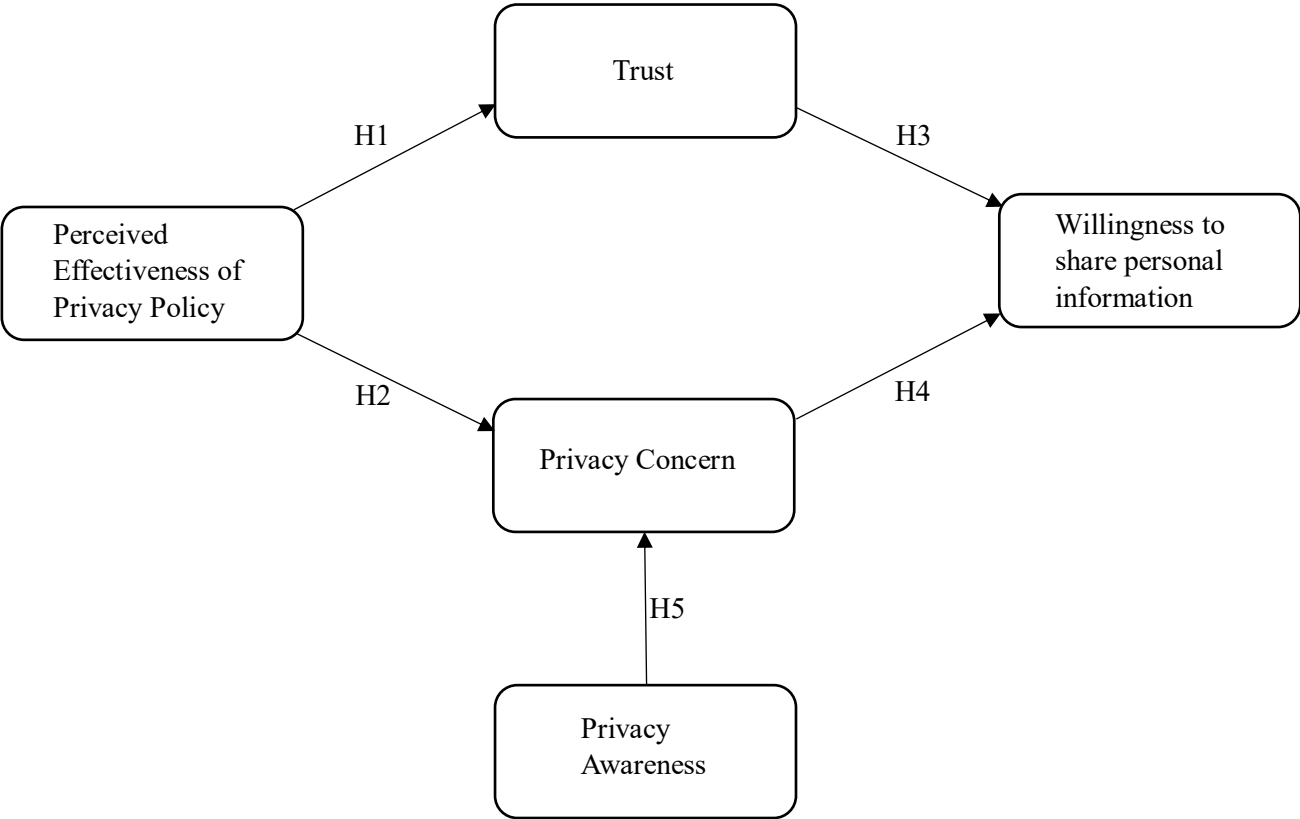 Trust
H1
H3
Perceived
Effectiveness of
Privacy Policy
Willingness to
share personal
information
H2
H4
Privacy Concern
H5
Privacy
Awareness